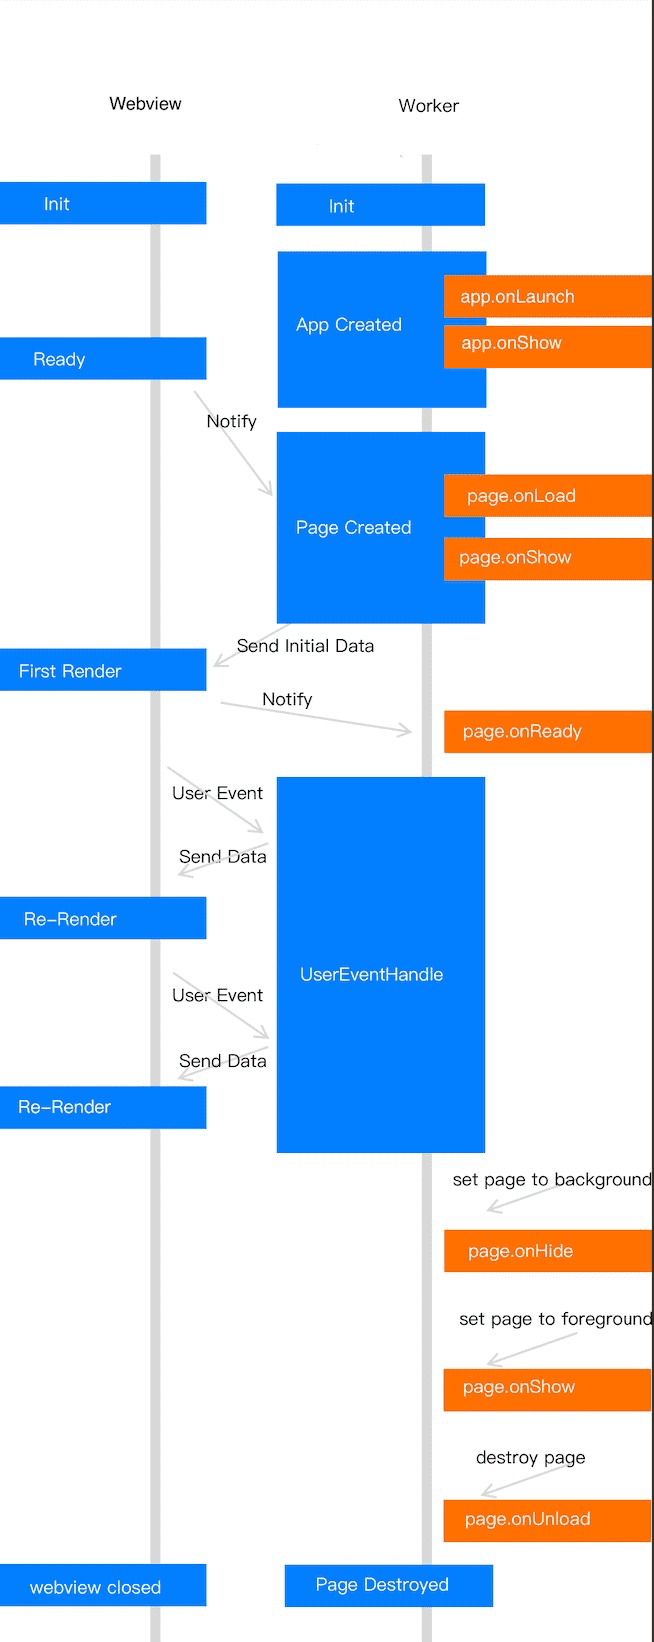 Webview
Worker
Init
Init
app.onLaunch
App Created
app.onShow
Ready
Notify
page.onLoad
Page Created
page.onShow
Send Initial Data
First Render
Notify
page.onReady
User Event
Send Data
Re-Render
UserEventHandle
User Event
Send Data
Re-Render
set page to background
page.onHide
set page to foreground
page.onShow
destroy page
page.onUnload
webview closed
Page Destroyed